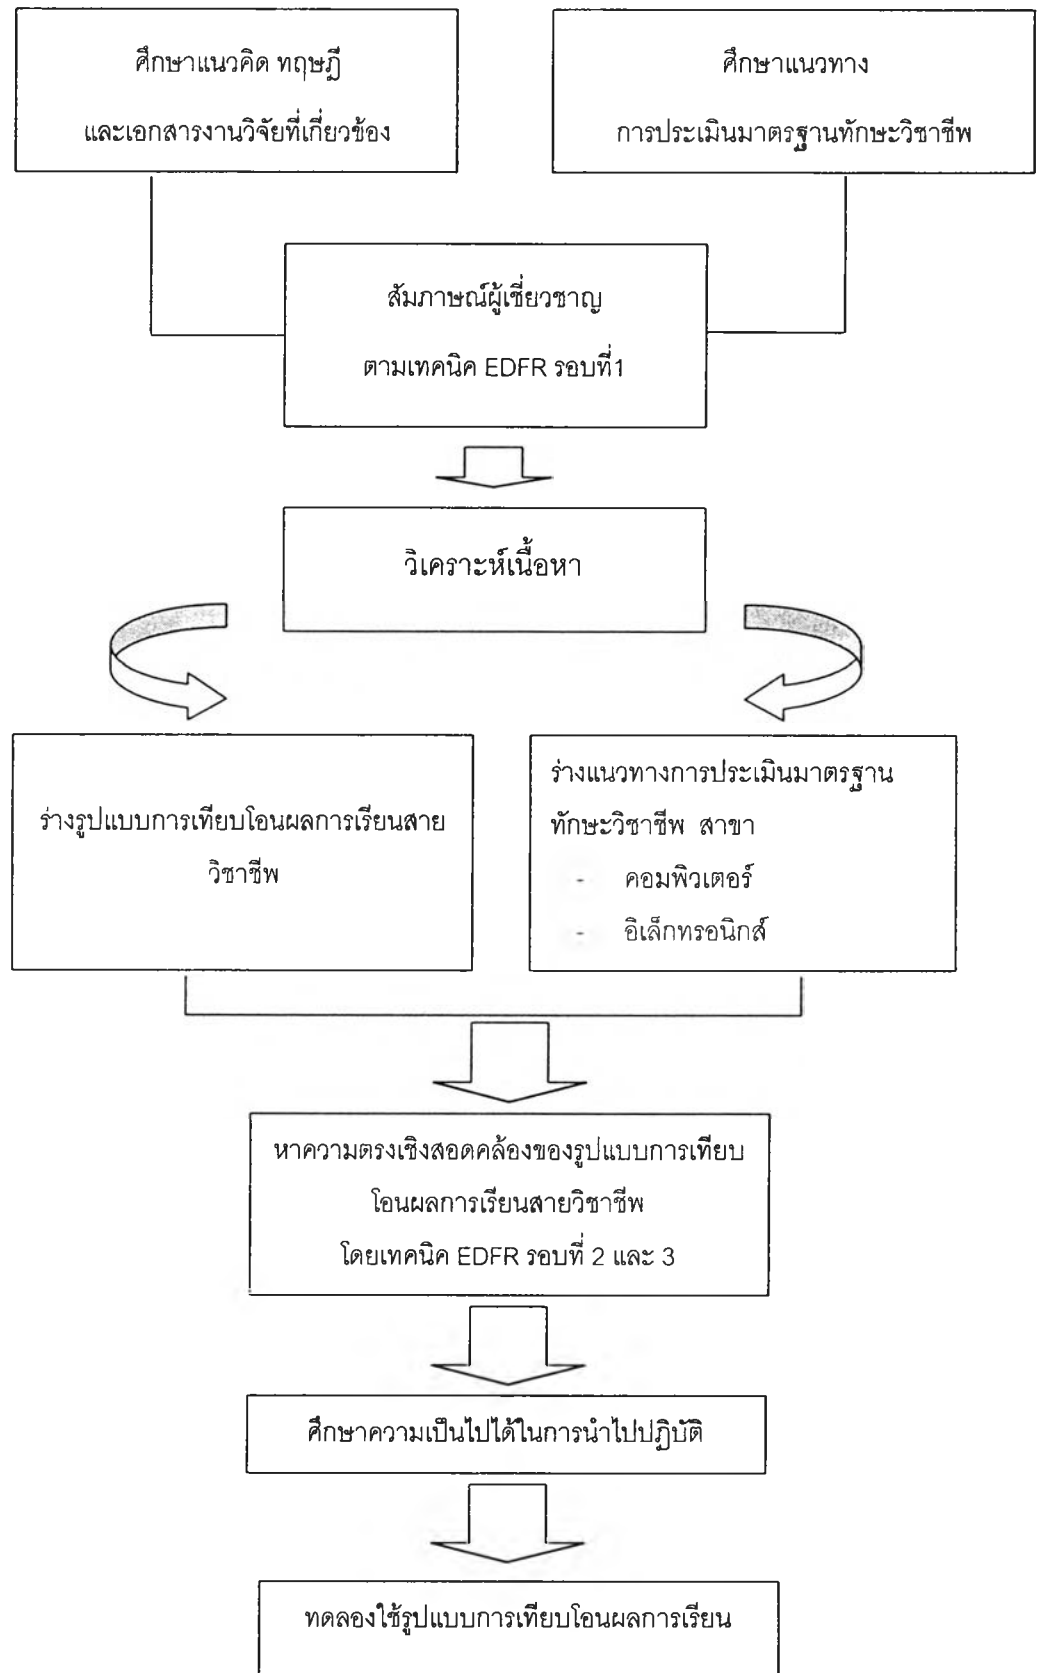 ศึกษาแนวคิด ทฤษฎี
และเอกสารงานวิจัยที่เกี่ยวข้อง
ศึกษาแนวทาง
การประเมินมาตรฐานทักษะวิชาชีพ
สัมภาษณ์ผู้เชี่ยวชาญ
ตามเทคนิค EDFR รอบที่1
วิเคราะห์เนื้อหา
ร่างรูปแบบการเทียบโอนผลการเรียนสาย
วิชาชีพ
ร่างแนวทางการประเมินมาตรฐาน
ทักษะวิชาชีพ สาขา
- คอมพิวเตอร์
- อิเล็กทรอนิกส์
หาความตรงเชิงสอดคล้องของรูปแบบการเทียบ
โอนผลการเรียนสายวิชาชีพ
โดยเทคนิค EDFR รอบที่ 2 และ 3
ศึกษาความเป็นไปได้ในการนำไปปฏิบัติ
ทดลองใช้รูปแบบการเทียบโอนผลการเรียน